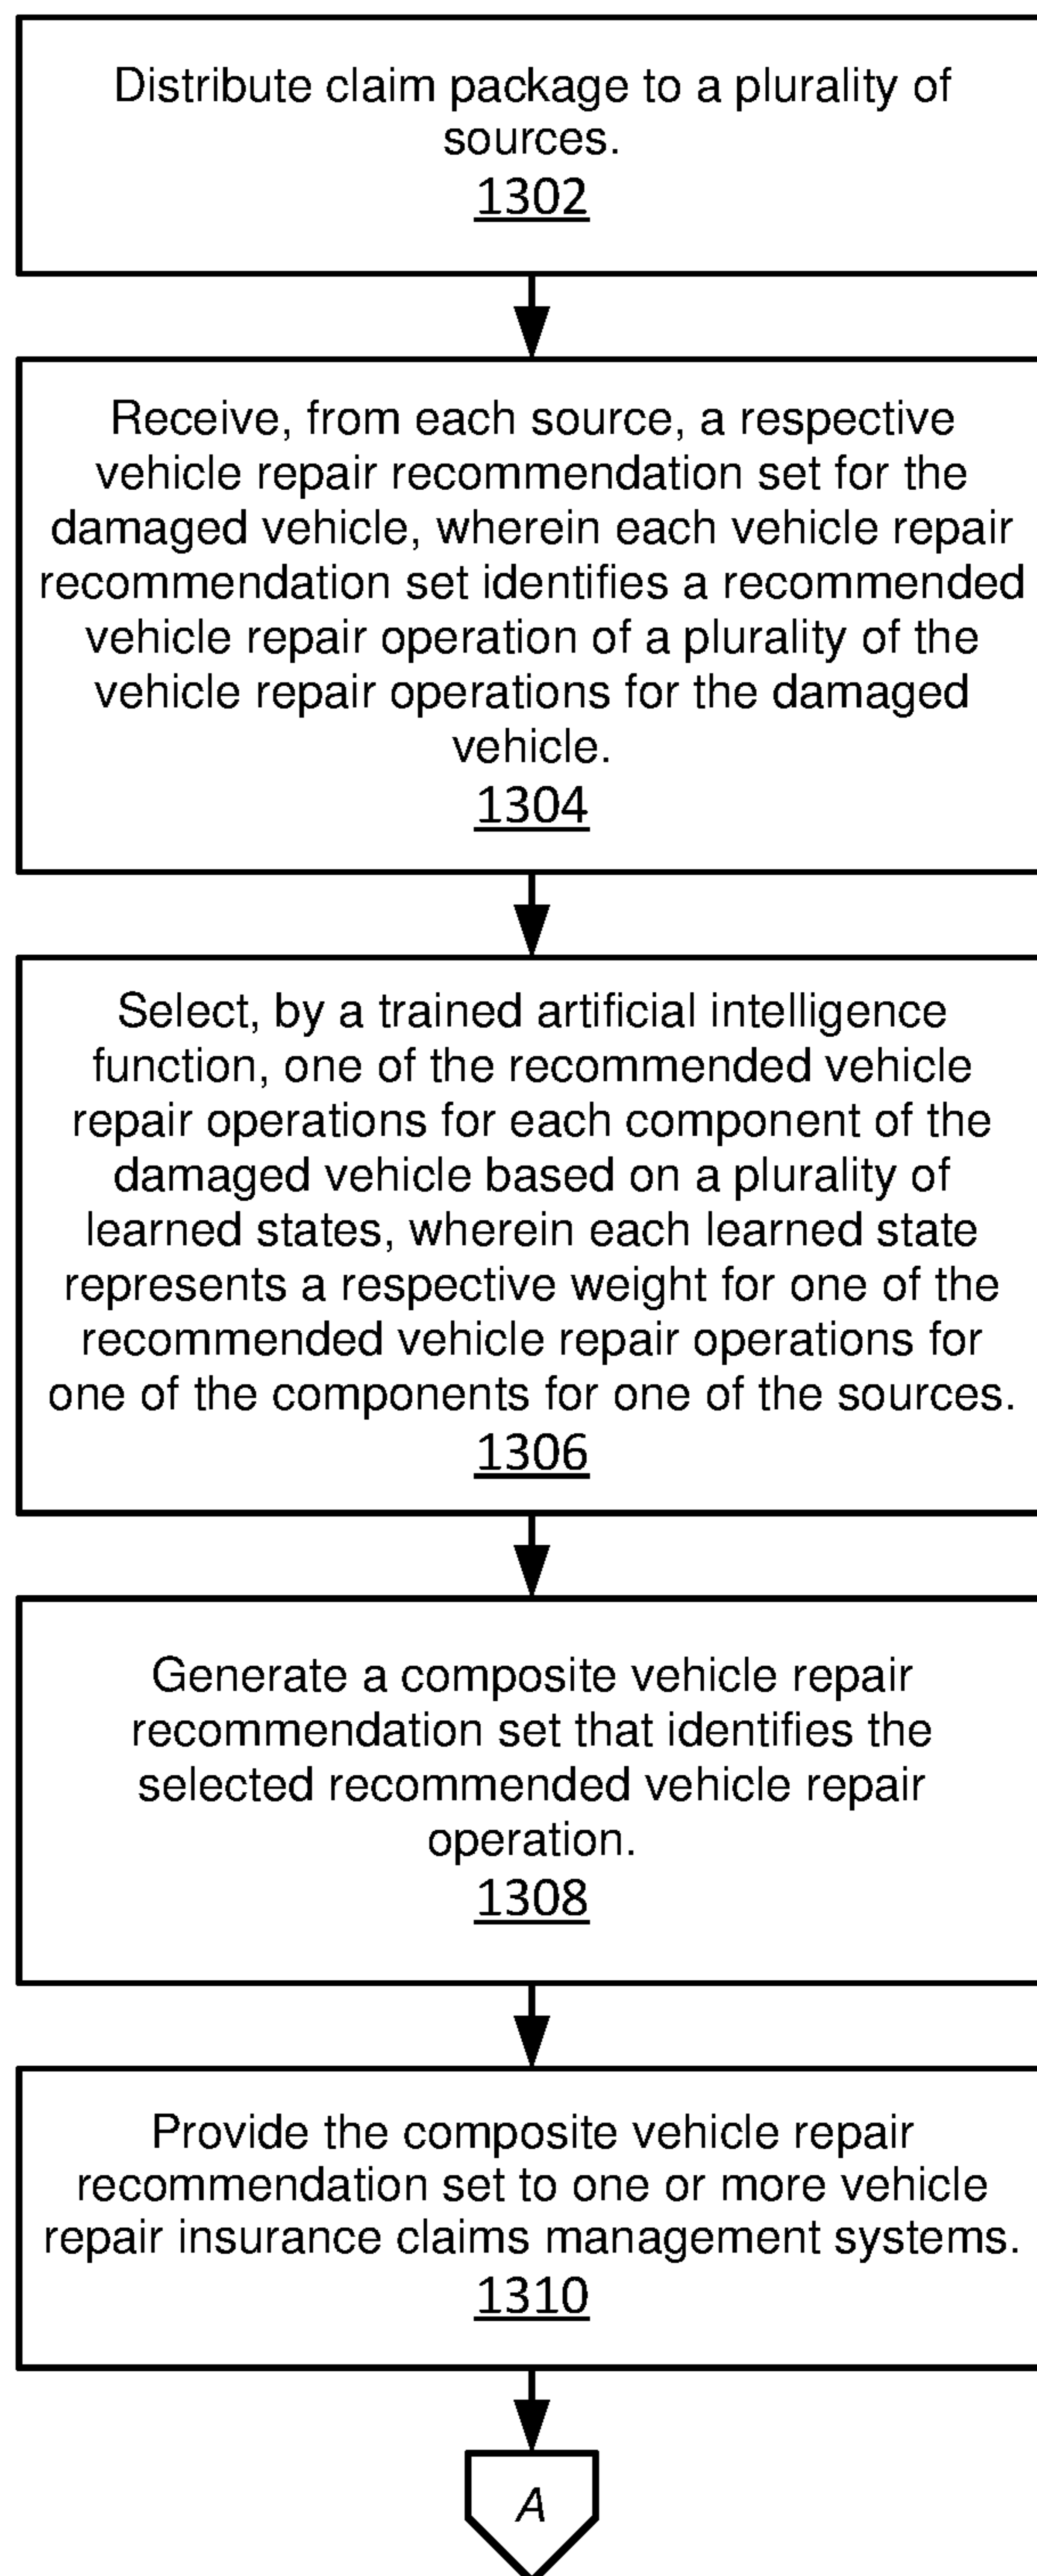 Distribute claim package to a plurality of
sources.
1302
Receive, from each source, a respective
vehicle repair recommendation set for the
damaged vehicle, wherein each vehicle repair
recommendation set identifies a recommended
vehicle repair operation of a plurality of the
vehicle repair operations for the damaged
vehicle.
1304
Select, by a trained artificial intelligence
function, one of the recommended vehicle
repair operations for each component of the
damaged vehicle based on a plurality of
learned states, wherein each learned state
represents a respective weight for one of the
recommended vehicle repair operations for
one of the components for one of the sources.
1306
Generate a composite vehicle repair
recommendation set that identifies the
selected recommended vehicle repair
operation.
1308
Provide the composite vehicle repair
recommendation set to one or more vehicle
repair insurance claims management systems.
1310
A